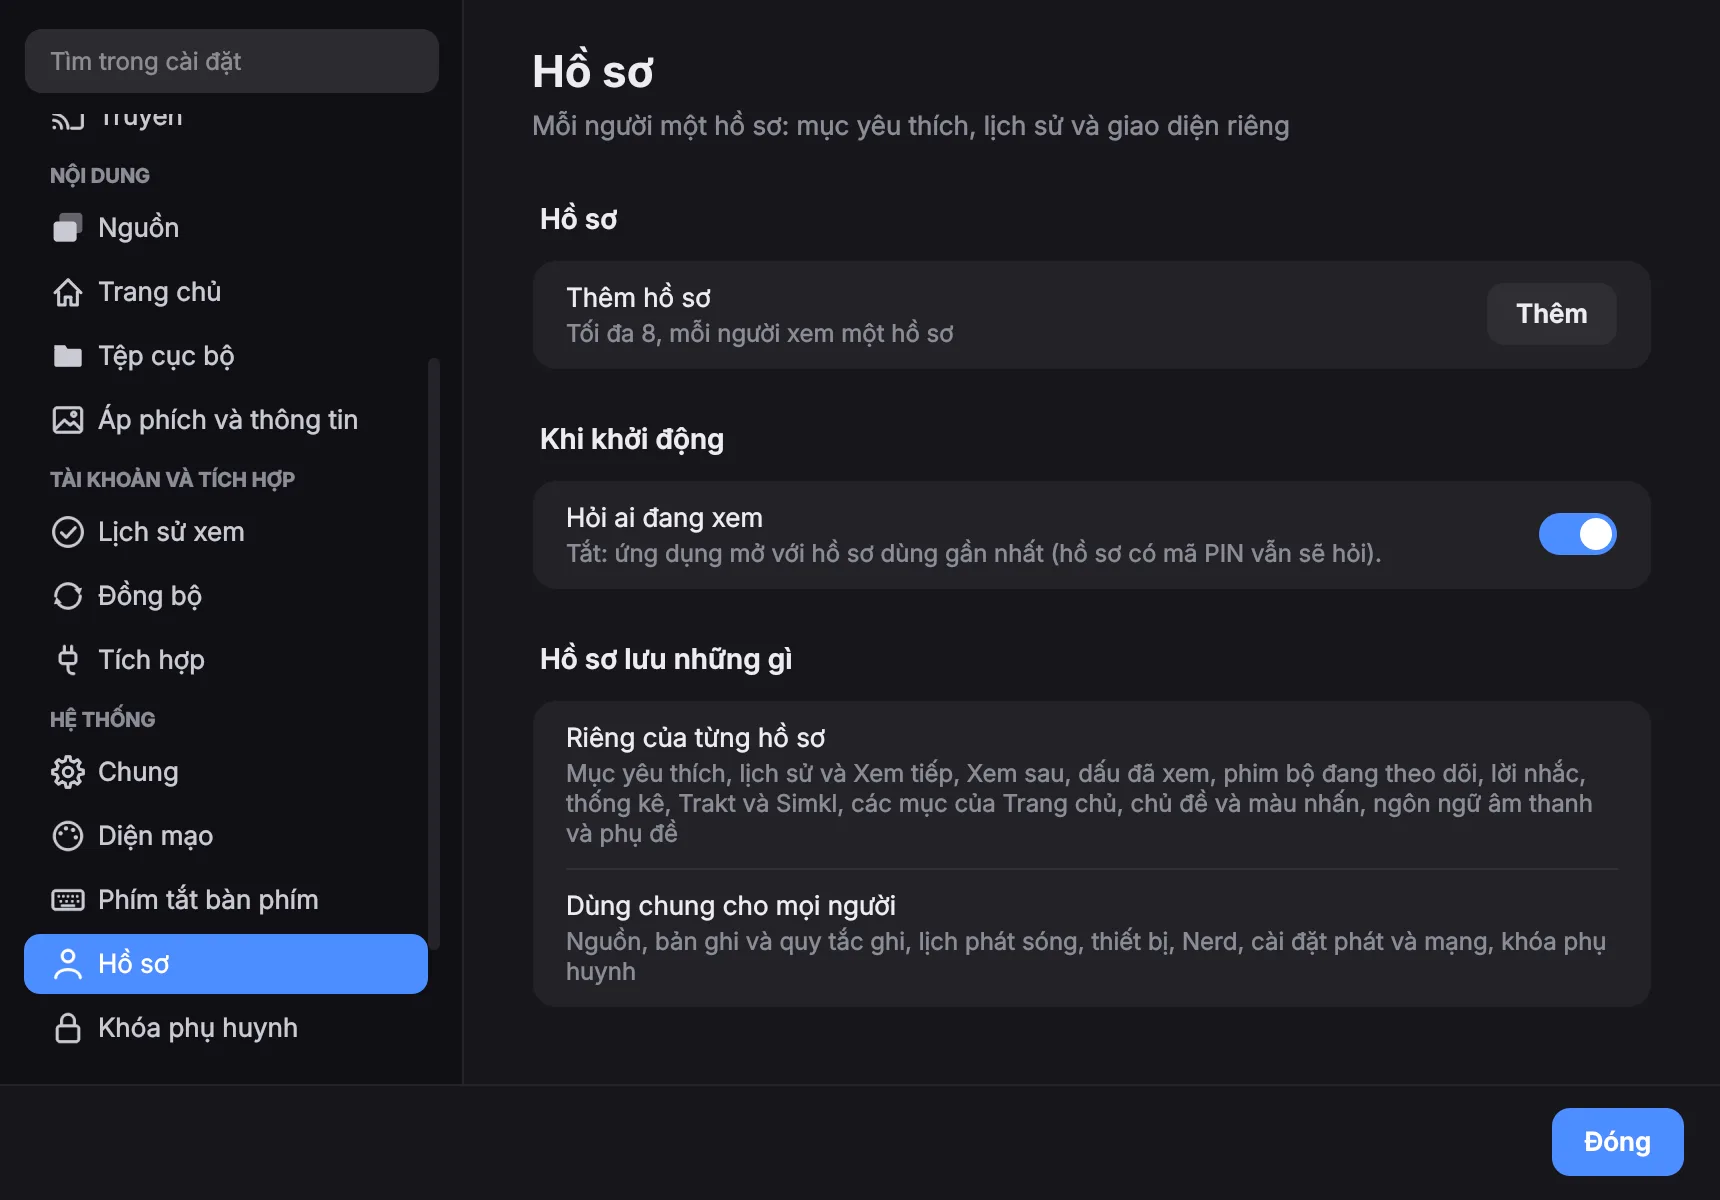 Tìm trong cài đặt
Truyền
NỘI DUNG
Nguồn
Trang chủ
Tệp cục bộ
Áp phích và thông tin
TÀI KHOẢN VÀ TÍCH HỢP
Lịch sử xem
Đồng bộ
Tích hợp
HỆ THỐNG
Chung
Diện mạo
Phím tắt bàn phím
Hồ sơ
Khóa phụ huynh
Hồ sơ
Mỗi người một hồ sơ: mục yêu thích, lịch sử và giao diện riêng
Hồ sơ
Thêm hồ sơ
Tối đa 8, mỗi người xem một hồ sơ
Thêm
Khi khởi động
Hỏi ai đang xem
Tắt: ứng dụng mở với hồ sơ dùng gần nhất (hồ sơ có mã PIN vẫn sẽ hỏi).
Hồ sơ lưu những gì
Riêng của từng hồ sơ
Mục yêu thích, lịch sử và Xem tiếp, Xem sau, dấu đã xem, phim bộ đang theo dõi, lời nhắc,
thống kê, Trakt và Simkl, các mục của Trang chủ, chủ đề và màu nhấn, ngôn ngữ âm thanh
và phụ đề
Dùng chung cho mọi người
Nguồn, bản ghi và quy tắc ghi, lịch phát sóng, thiết bị, Nerd, cài đặt phát và mạng, khóa phụ
huynh
Đóng